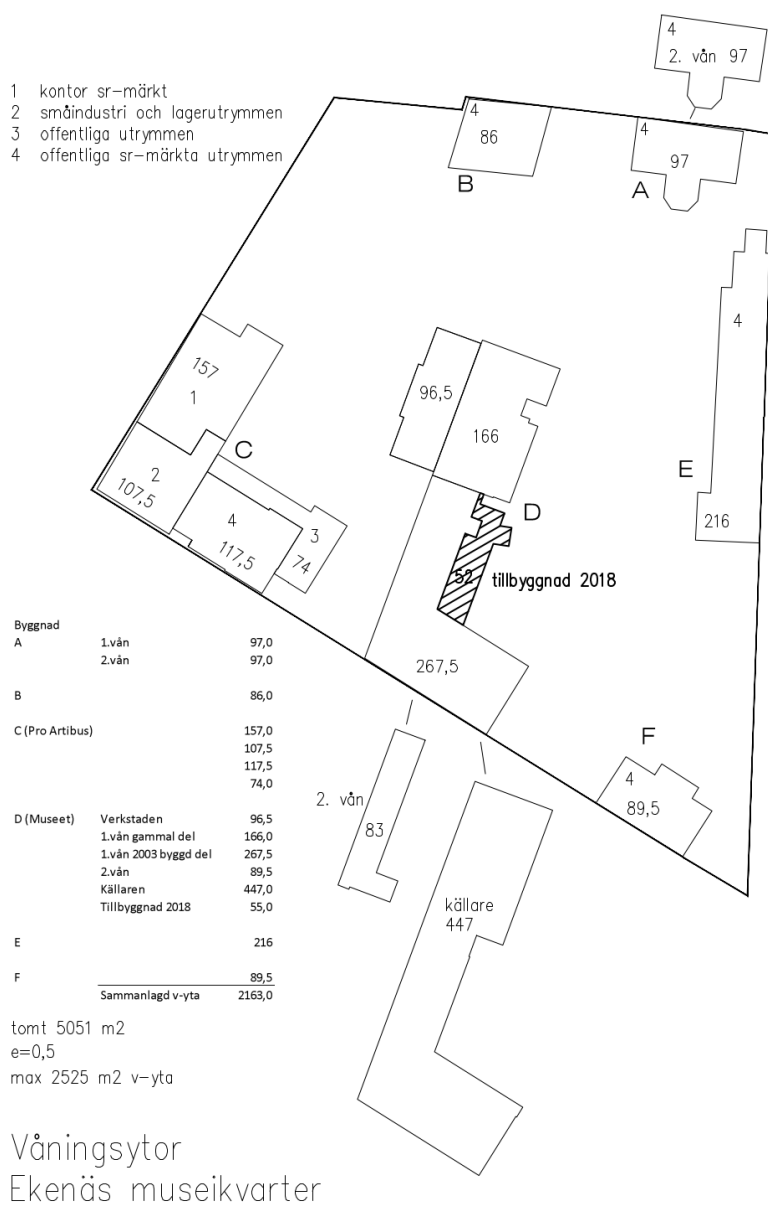 4
2. vån 97
1 kontor sr-märkt
2 småindustri och lagerutrymmen
3 offentliga utrymmen
4 offentliga sr-märkta utrymmen
4
86
B
4
97
A
4
E
216
157
1
C
2
107,5
4
117,5
3
74
96,5
166
D
52
tillbyggnad 2018
267,5
F
4
89,5
2. vån
83
källare
447
Byggnad
A 1.vån 97,0
2.vån 97,0
B 86,0
C (Pro Artibus) 157,0
107,5
117,5
74,0
D (Museet) Verkstaden 96,5
1.vån gammal del 166,0
1.vån 2003 byggd del 267,5
2.vån 89,5
Källaren 447,0
Tillbyggnad 2018 55,0
E 216
F 89,5
Sammanlagd v-yta 2163,0
tomt 5051 m2
e=0,5
max 2525 m2 v-yta
Våningsytor
Ekenäs museikvarter